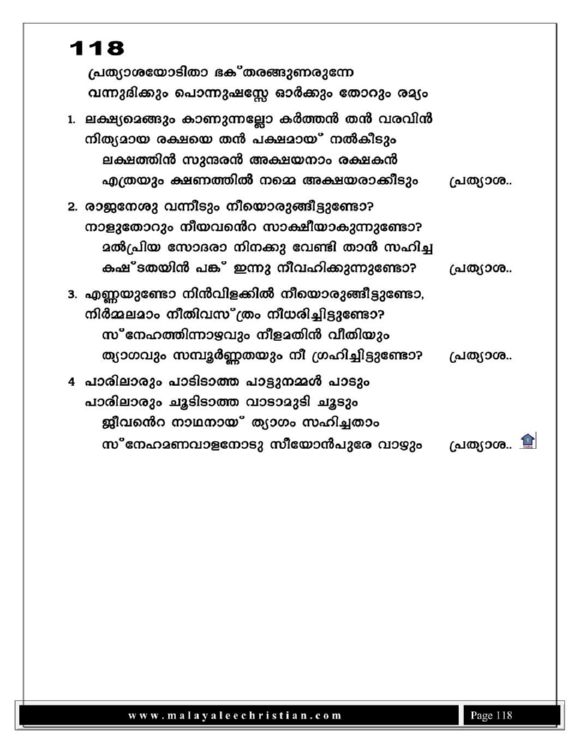 118
പ്രത്യാശയോടിതാ ഭക്തരങ്ങുണരുന്നേ
വന്നുദിക്കും പൊന്നുഷസ്സേ ഓർക്കും തോറും രമ്യം
1. ലക്ഷ്യമെങ്ങും കാണുന്നല്ലോ കർത്തൻ തൻ വരവിൻ
നിത്യമായ രക്ഷയെ തൻ പക്ഷമായ് നൽകീടും
ലക്ഷത്തിൻ സുന്ദരൻ അക്ഷയനാം രക്ഷകൻ
എത്രയും ക്ഷണത്തിൽ നമ്മെ അക്ഷയരാക്കീടും പ്രത്യാശ..
2. രാജനേശു വന്നീടും നീയൊരുങ്ങീട്ടുണ്ടോ?
നാളുതോറും നീയവന്റെ സാക്ഷീയാകുന്നുണ്ടോ?
മൽപ്രിയ സോദരാ നിനക്കു വേണ്ടി താൻ സഹിച്ച
കഷ്ടതയിൻ പങ്ക് ഇന്നു നീവഹിക്കുന്നുണ്ടോ? പ്രത്യാശ..
3. എണ്ണയുണ്ടോ നിൻവിളക്കിൽ നീയൊരുങ്ങീട്ടുണ്ടോ,
നിർമ്മലമാം നീതിവസ്ത്രം നീധരിച്ചിട്ടുണ്ടോ?
സ്നേഹത്തിന്നാഴവും നീളമതിൻ വീതിയും
ത്യാഗവും സമ്പൂർണ്ണതയും നീ ഗ്രഹിച്ചിട്ടുണ്ടോ? പ്രത്യാശ..
4 പാരിലാരും പാടിടാത്ത പാട്ടുനമ്മൾ പാടും
പാരിലാരും ചൂടിടാത്ത വാടാമുടി ചൂടും
ജീവന്റെ നാഥനായ് ത്യാഗം സഹിച്ചതാം
സ്നേഹമണവാളനോടു സീയോൻപുരേ വാഴും പ്രത്യാശ..
www.malayaleechristian.com Page 118